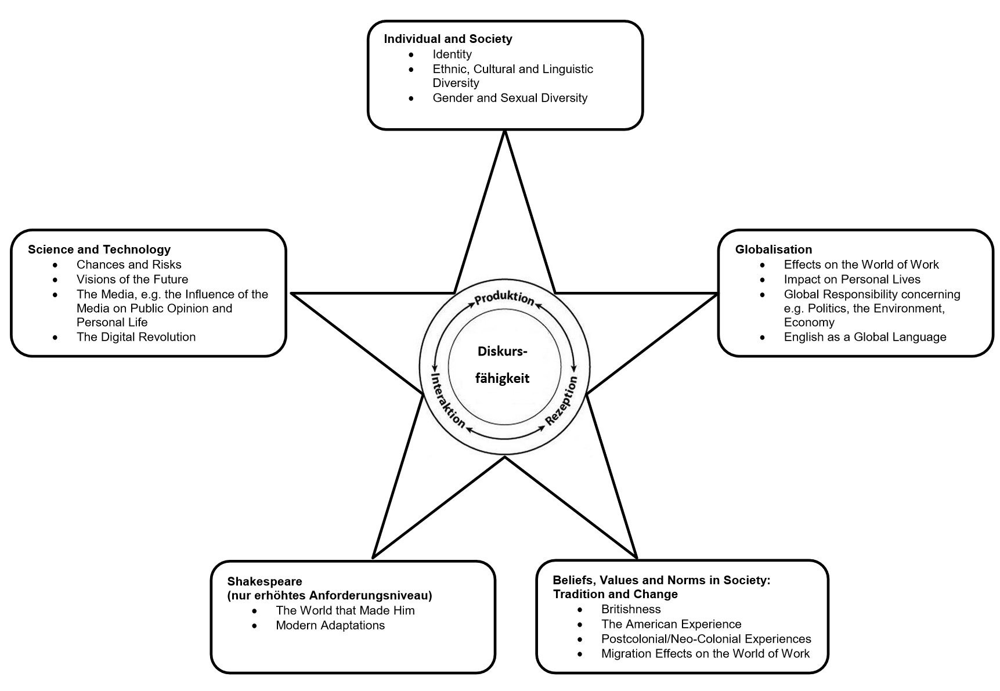 Individual and Society
• Identity
• Ethnic, Cultural and Linguistic
Diversity
• Gender and Sexual Diversity
Science and Technology
• Chances and Risks
• Visions of the Future
• The Media, e.g. the Influence of the
Media on Public Opinion and
Personal Life
• The Digital Revolution
Globalisation
• Effects on the World of Work
• Impact on Personal Lives
• Global Responsibility concerning
e.g. Politics, the Environment,
Economy
• English as a Global Language
Produktion
Diskurs-
fähigkeit
Interaktion
Rezeption
Shakespeare
(nur erhöhtes Anforderungsniveau)
• The World that Made Him
• Modern Adaptations
Beliefs, Values and Norms in Society:
Tradition and Change
• Britishness
• The American Experience
• Postcolonial/Neo-Colonial Experiences
• Migration Effects on the World of Work